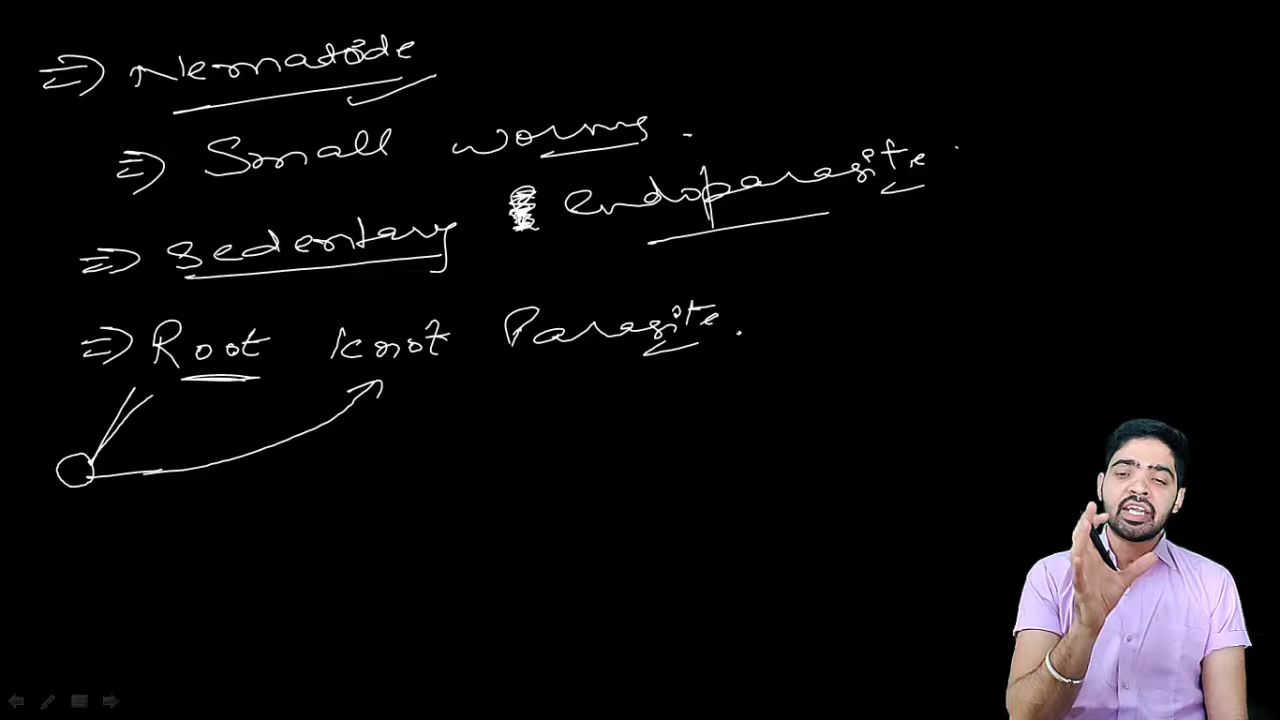 ⇒ Nematode
⇒ Small worms.
⇒ Sedentary endoparasite.
⇒ Root knot Parasite.